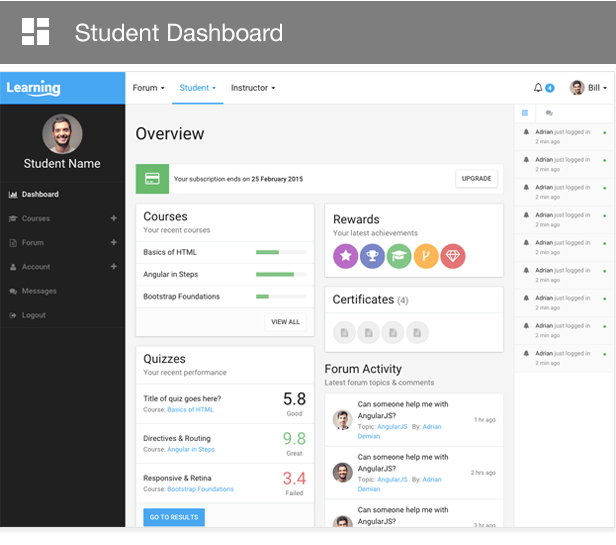 Student Dashboard
Learning
Forum
Student
Instructor
4
Bill
Student Name
Dashboard
Courses
Forum
Account
Messages
Logout
Overview
Your subscription ends on 25 February 2015
UPGRADE
Courses
Your recent courses
Basics of HTML
Angular in Steps
Bootstrap Foundations
VIEW ALL
Quizzes
Your recent performance
Title of quiz goes here?
Course: Basics of HTML
5.8
Good
Directives & Routing
Course: Angular in Steps
9.8
Great
Responsive & Retina
Course: Bootstrap Foundations
3.4
Failed
GO TO RESULTS
Rewards
Your latest achievements
Certificates (4)
Forum Activity
Latest forum topics & comments
Can someone help me with
AngularJS?
Topic: AngularJS By: Adrian
Demian
1 hr ago
Can someone help me with
AngularJS?
Topic: AngularJS By: Adrian
Demian
2 hrs ago
Can someone help me with
AngularJS?
3 hr ago
Adrian just logged in
2 min ago
Adrian just logged in
2 min ago
Adrian just logged in
2 min ago
Adrian just logged in
2 min ago
Adrian just logged in
2 min ago
Adrian just logged in
2 min ago
Adrian just logged in
2 min ago
Adrian just logged in
2 min ago
Adrian just logged in
2 min ago